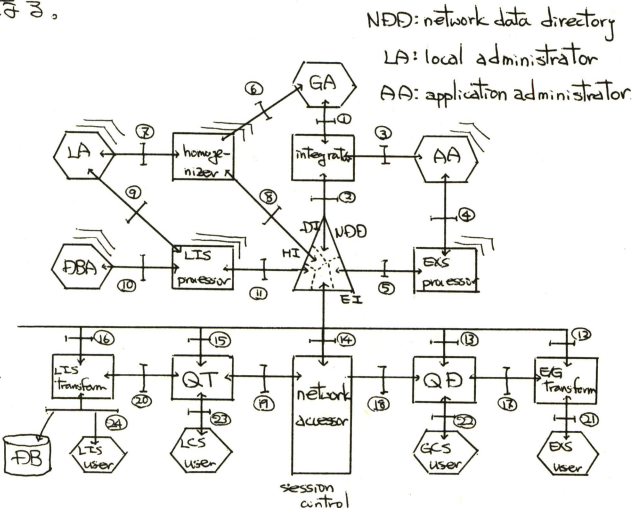 する。
NDD: network data directory
LA: local administrator
AA: application administrator
GA
⑥
①
⑦
③
LA
homoge-
nizer
integrator
AA
⑨
⑧
②
④
DI
NDD
HI
DBA
LIS
processor
EXS
processor
⑩
⑪
⑤
EI
⑯
⑮
⑭
⑬
⑫
LIS
transform
QT
network
accessor
QD
E/G
transform
⑳
⑲
⑱
⑰
㉔
㉓
㉒
㉑
DB
LIS
user
LCS
user
GCS
user
EXS
user
session
control